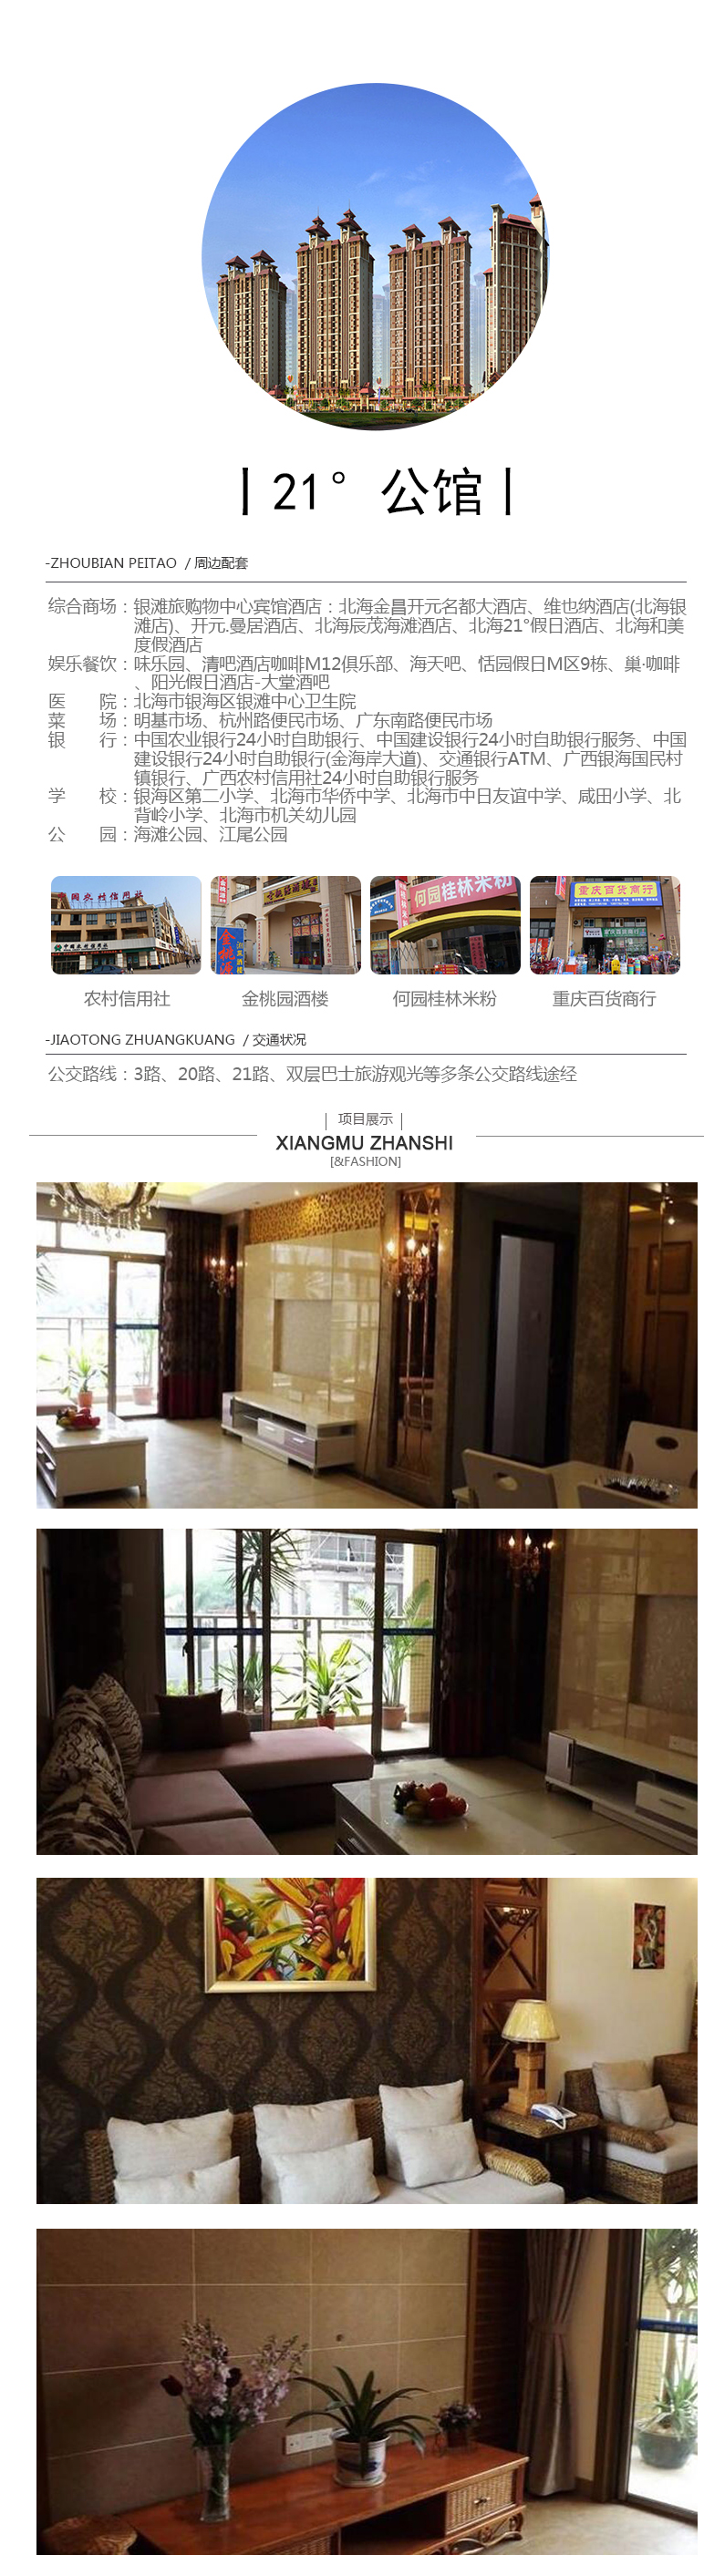 | 21° 公馆 |
-ZHOUBIAN PEITAO / 周边配套
综合商场：银滩旅购物中心宾馆酒店：北海金昌开元名都大酒店、维也纳酒店(北海银
滩店)、开元.曼居酒店、北海辰茂海滩酒店、北海21°假日酒店、北海和美
度假酒店
娱乐餐饮：味乐园、清吧酒店咖啡M12俱乐部、海天吧、恬园假日M区9栋、巢·咖啡
、阳光假日酒店-大堂酒吧
医 院：北海市银海区银滩中心卫生院
菜 场：明基市场、杭州路便民市场、广东南路便民市场
银 行：中国农业银行24小时自助银行、中国建设银行24小时自助银行服务、中国
建设银行24小时自助银行(金海岸大道)、交通银行ATM、广西银海国民村
镇银行、广西农村信用社24小时自助银行服务
学 校：银海区第二小学、北海市华侨中学、北海市中日友谊中学、咸田小学、北
背岭小学、北海市机关幼儿园
公 园：海滩公园、江尾公园
农村信用社
金桃园
何园桂林米粉
重庆百货商行
重庆百货商行
农村信用社 金桃园酒楼 何园桂林米粉 重庆百货商行
-JIAOTONG ZHUANGKUANG / 交通状况
公交路线：3路、20路、21路、双层巴士旅游观光等多条公交路线途经
| 项目展示 |
XIANGMU ZHANSHI
[&FASHION]